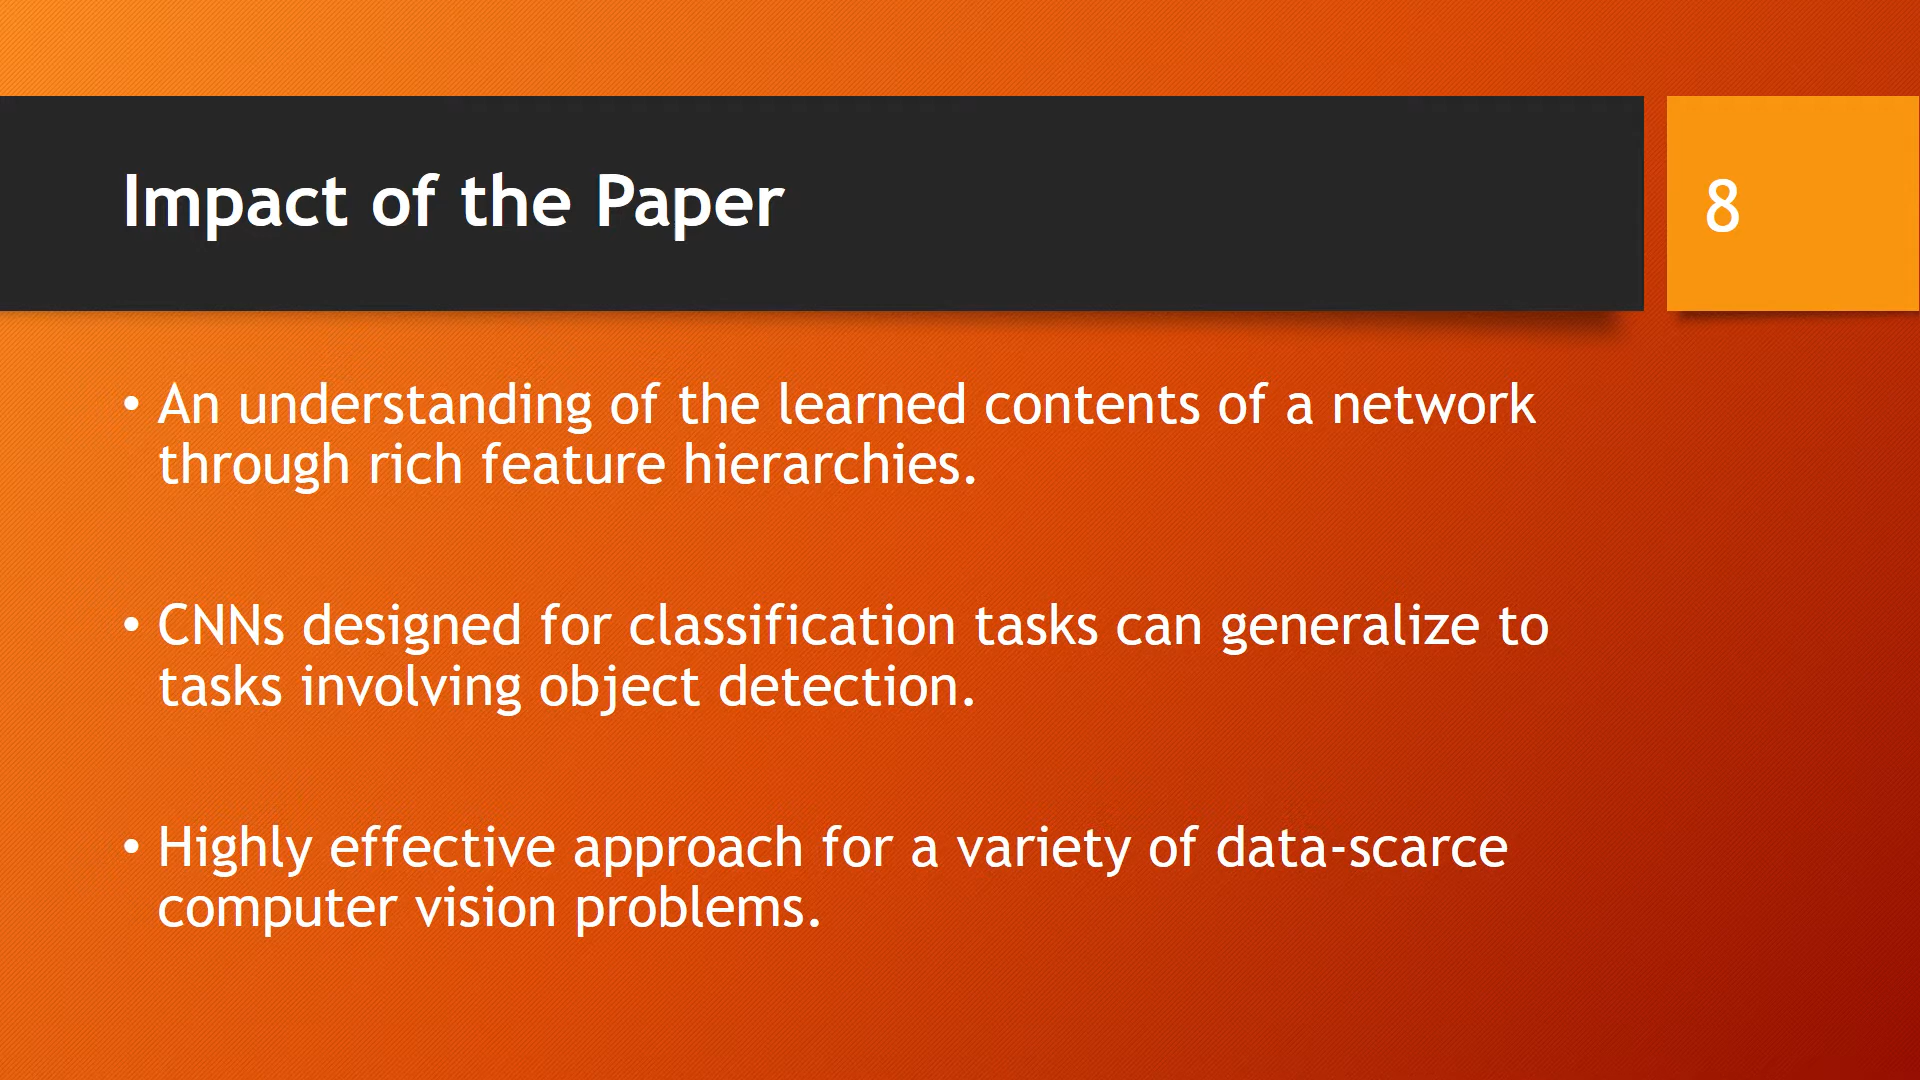 Impact of the Paper
8
• An understanding of the learned contents of a network
through rich feature hierarchies.
• CNNs designed for classification tasks can generalize to
tasks involving object detection.
• Highly effective approach for a variety of data-scarce
computer vision problems.